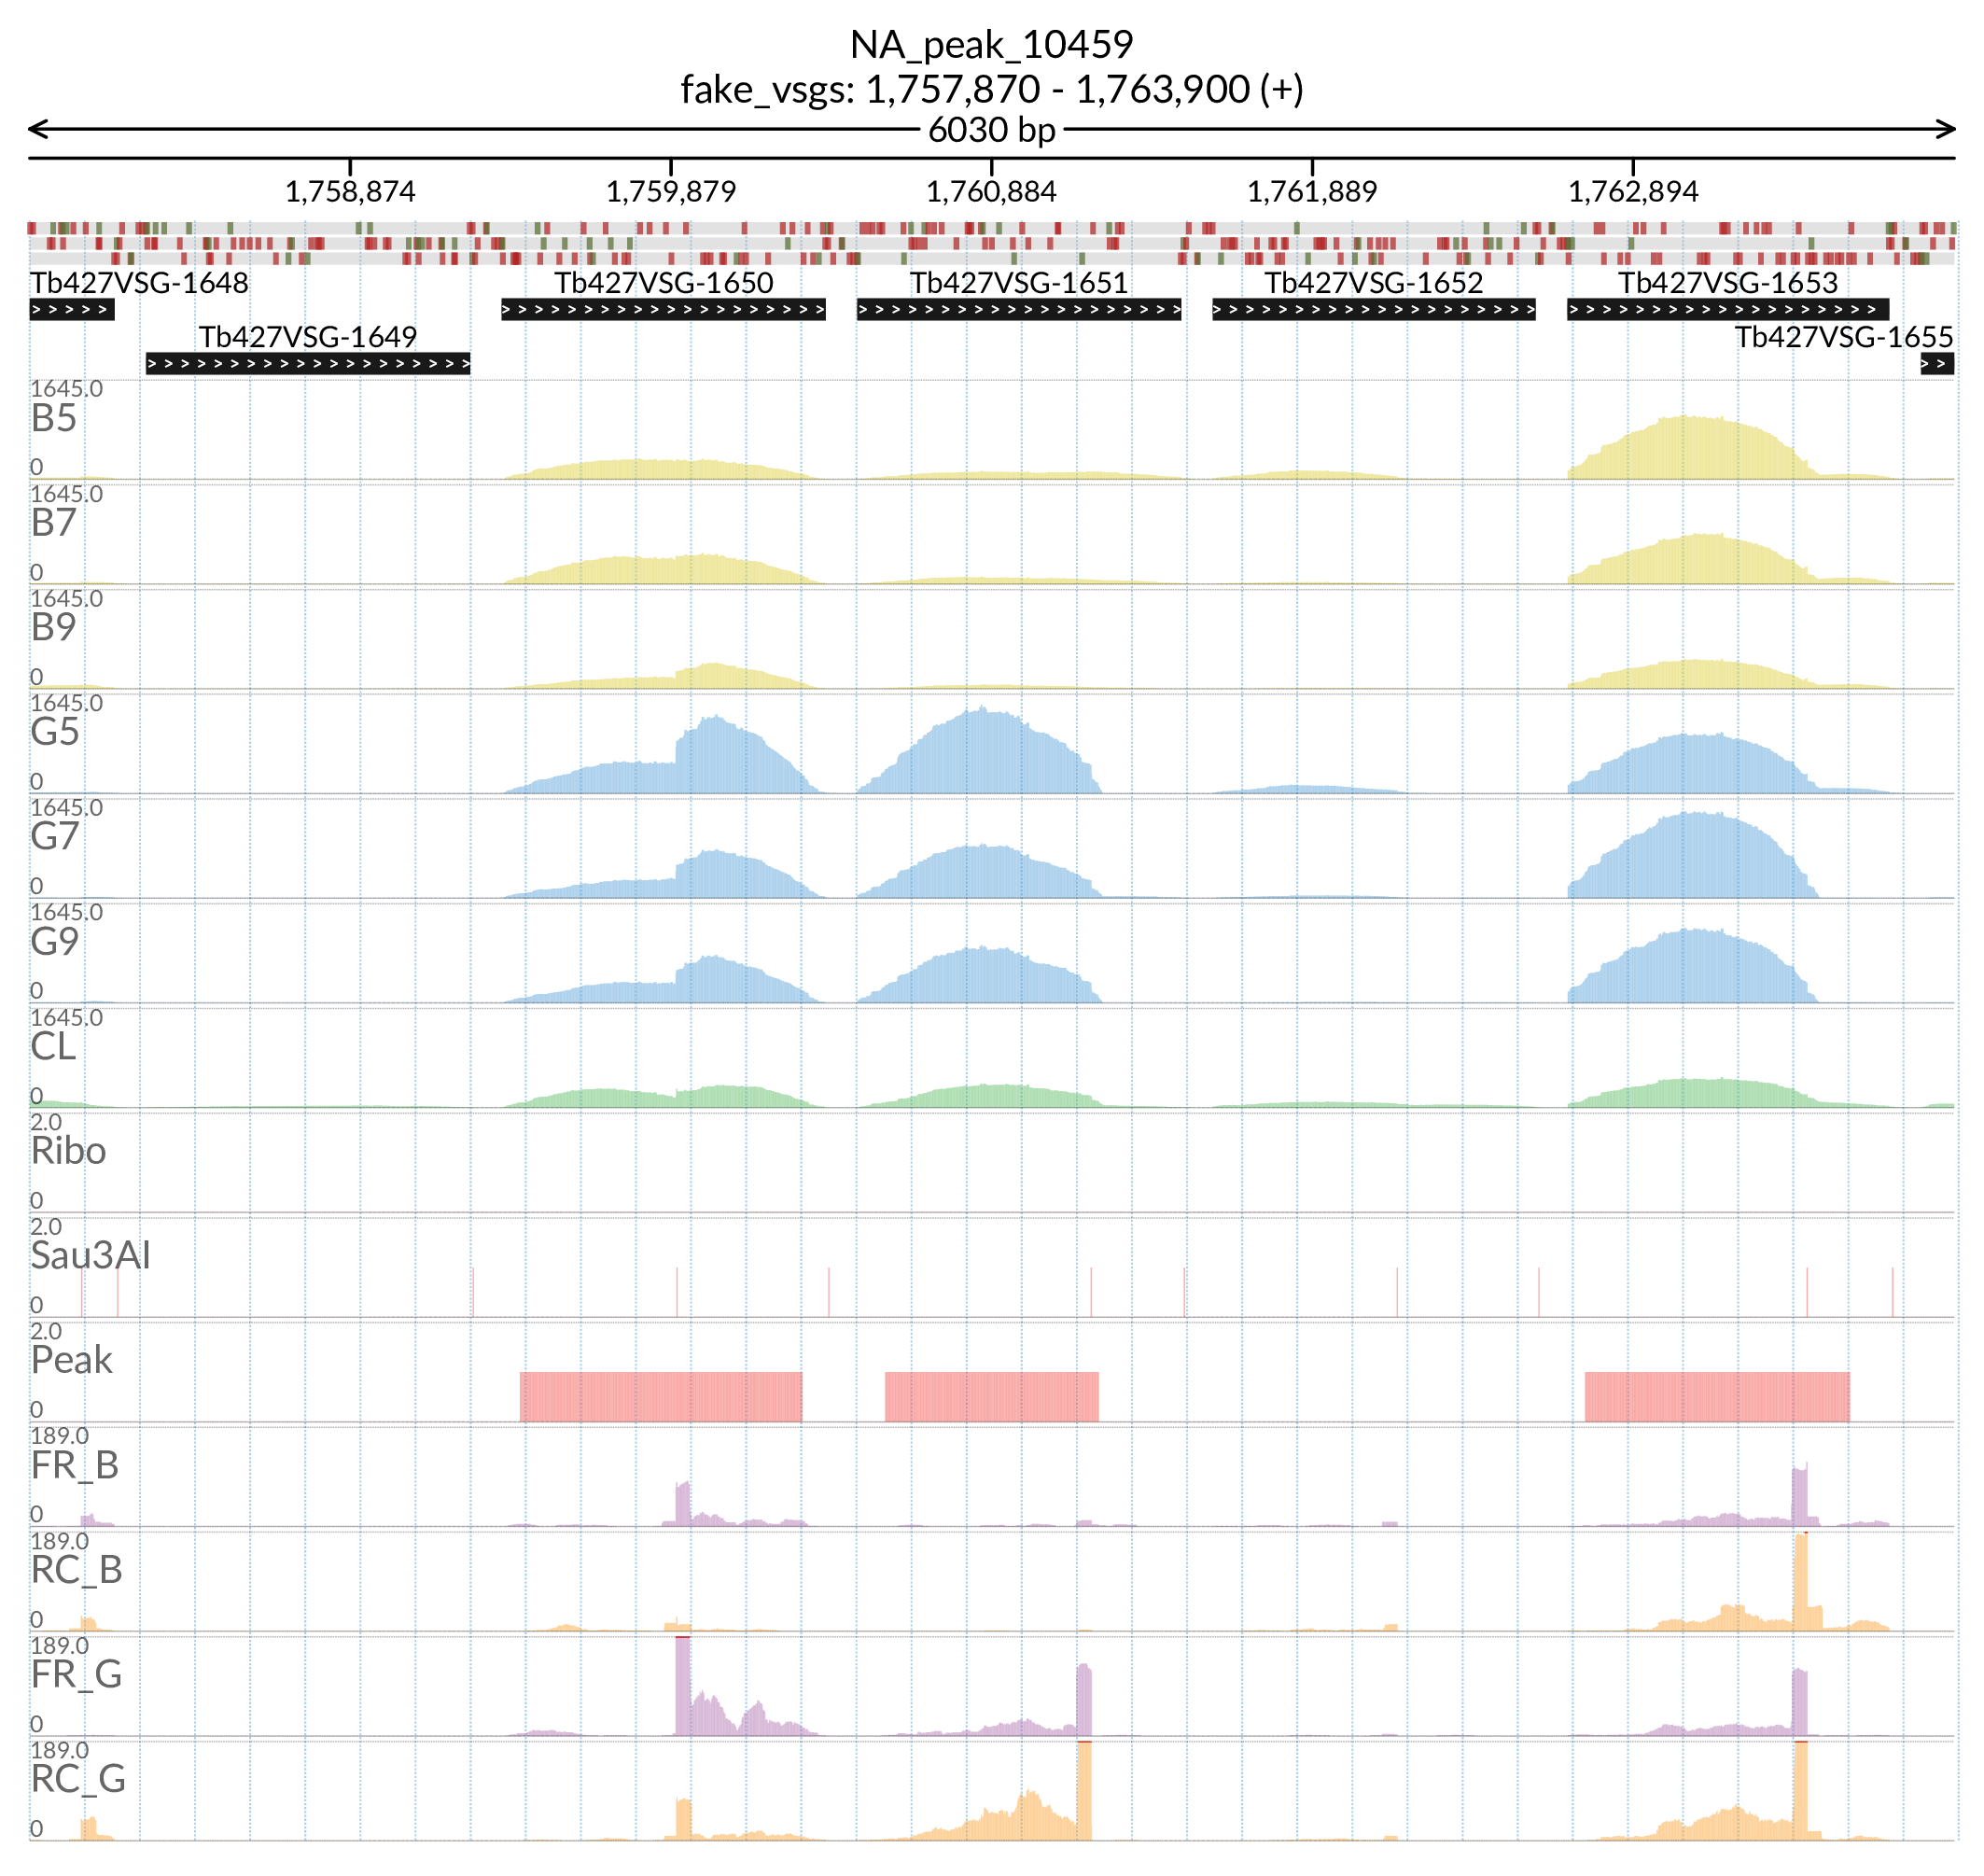 NA_peak_10459
fake_vsgs: 1,757,870 - 1,763,900 (+)
6030 bp
1,758,874 1,759,879 1,760,884 1,761,889 1,762,894
Tb427VSG-1648 Tb427VSG-1650 Tb427VSG-1651 Tb427VSG-1652 Tb427VSG-1653
Tb427VSG-1649 Tb427VSG-1655
1645.0
B5
0
1645.0
B7
0
1645.0
B9
0
1645.0
G5
0
1645.0
G7
0
1645.0
G9
0
1645.0
CL
0
2.0
Ribo
0
2.0
Sau3AI
0
2.0
Peak
0
189.0
FR_B
0
189.0
RC_B
0
189.0
FR_G
0
189.0
RC_G
0